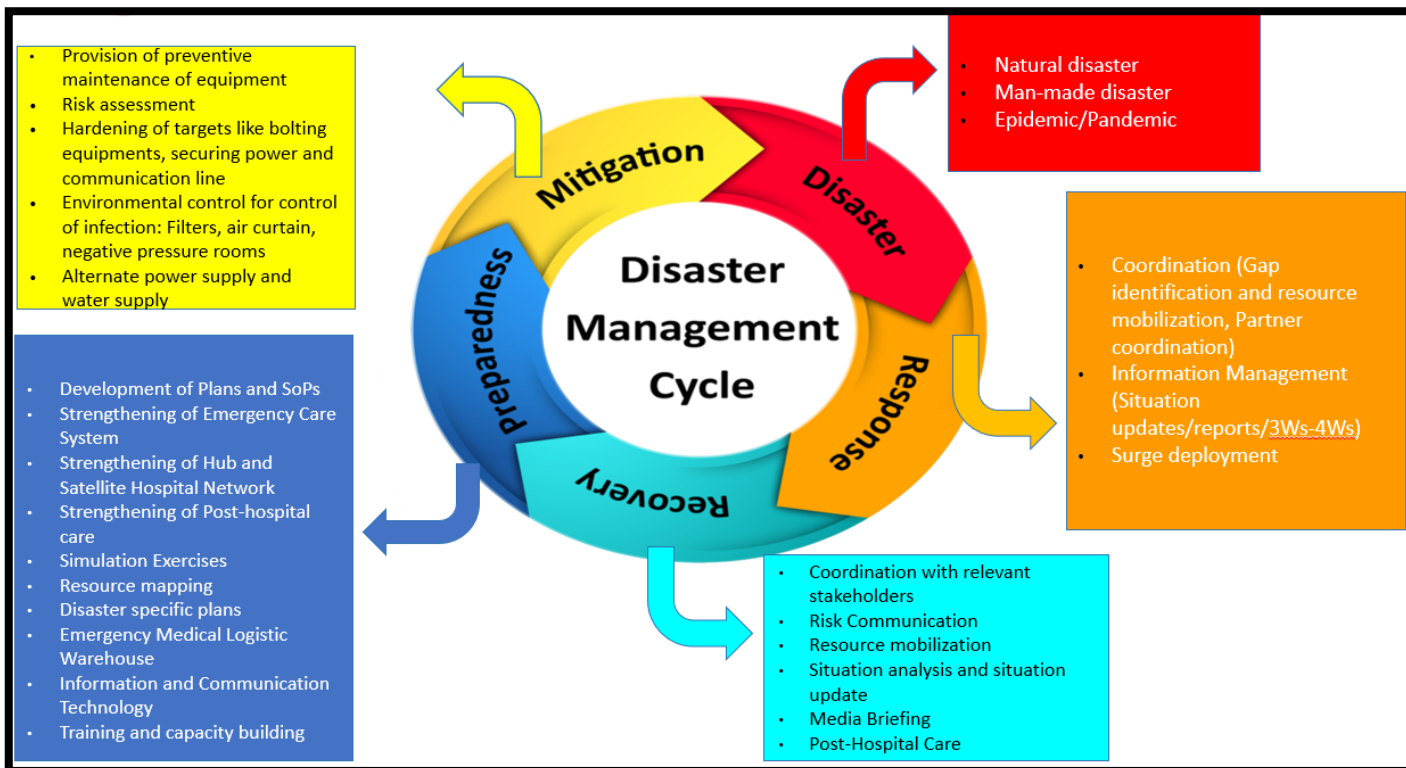 • Provision of preventive
maintenance of equipment
• Risk assessment
• Hardening of targets like bolting
equipments, securing power and
communication line
• Environmental control for control
of infection: Filters, air curtain,
negative pressure rooms
• Alternate power supply and
water supply
• Natural disaster
• Man-made disaster
• Epidemic/Pandemic
Mitigation
Disaster
Response
Recovery
Preparedness
Disaster
Management
Cycle
• Coordination (Gap
identification and resource
mobilization, Partner
coordination)
• Information Management
(Situation
updates/reports/3Ws-4Ws)
• Surge deployment
• Development of Plans and SoPs
• Strengthening of Emergency Care
System
• Strengthening of Hub and
Satellite Hospital Network
• Strengthening of Post-hospital
care
• Simulation Exercises
• Resource mapping
• Disaster specific plans
• Emergency Medical Logistic
Warehouse
• Information and Communication
Technology
• Training and capacity building
• Coordination with relevant
stakeholders
• Risk Communication
• Resource mobilization
• Situation analysis and situation
update
• Media Briefing
• Post-Hospital Care